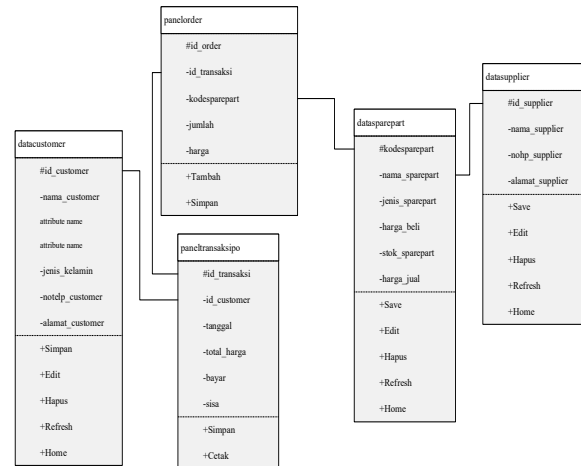 panelorder
#id_order
-id_transaksi
-kodesparepart
-jumlah
-harga
+Tambah
+Simpan
datasupplier
#id_supplier
-nama_supplier
-nohp_supplier
-alamat_supplier
+Save
+Edit
+Hapus
+Refresh
+Home
datasparepart
#kodesparepart
-nama_sparepart
-jenis_sparepart
-harga_beli
-stok_sparepart
-harga_jual
+Save
+Edit
+Hapus
+Refresh
+Home
datacustomer
#id_customer
-nama_customer
attribute name
attribute name
-jenis_kelamin
-notelp_customer
-alamat_customer
+Simpan
+Edit
+Hapus
+Refresh
+Home
paneltransaksipo
#id_transaksi
-id_customer
-tanggal
-total_harga
-bayar
-sisa
+Simpan
+Cetak